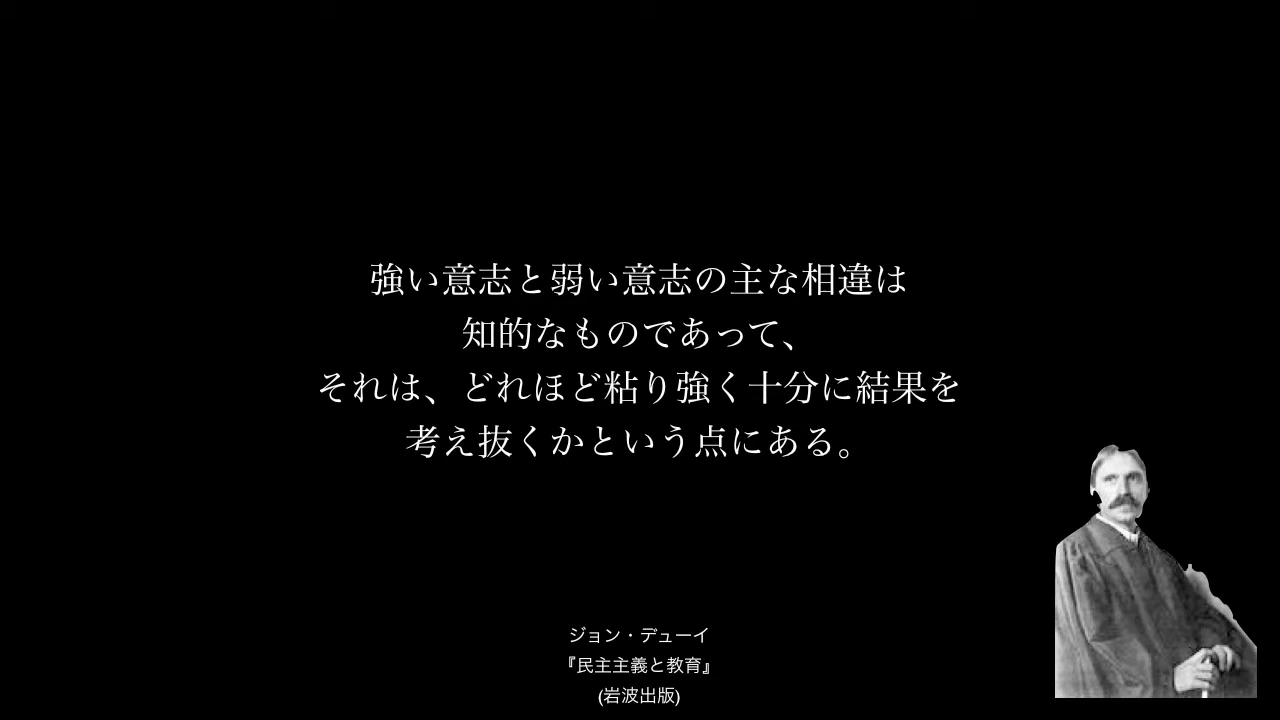 強い意志と弱い意志の主な相違は
知的なものであって、
それは、どれほど粘り強く十分に結果を
考え抜くかという点にある。
ジョン・デューイ
『民主主義と教育』
(岩波出版)